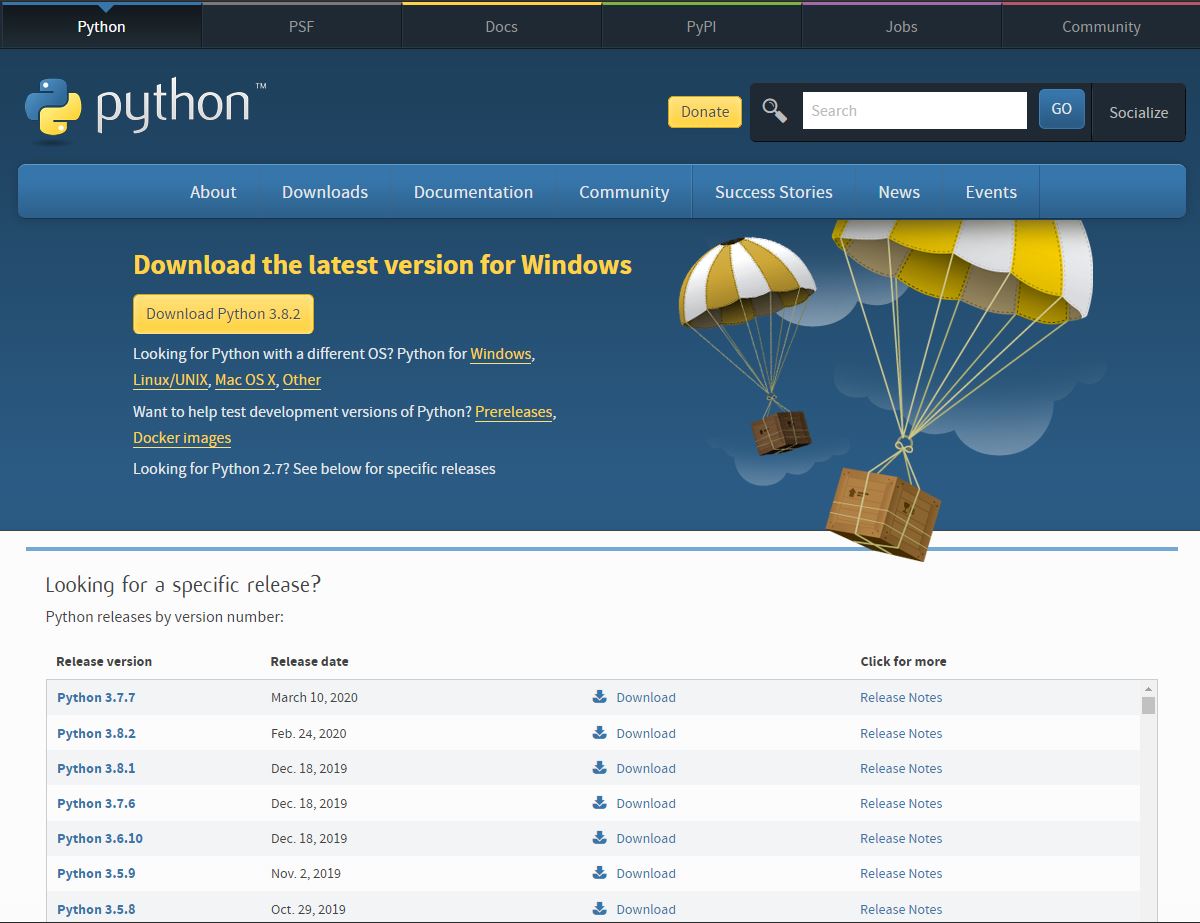 Python PSF Docs PyPI Jobs Community
python™
Donate Search GO Socialize
About Downloads Documentation Community Success Stories News Events
Download the latest version for Windows
Download Python 3.8.2
Looking for Python with a different OS? Python for Windows,
Linux/UNIX, Mac OS X, Other
Want to help test development versions of Python? Prereleases,
Docker images
Looking for Python 2.7? See below for specific releases
Looking for a specific release?
Python releases by version number:
Release version Release date Click for more
Python 3.7.7 March 10, 2020 Download Release Notes
Python 3.8.2 Feb. 24, 2020 Download Release Notes
Python 3.8.1 Dec. 18, 2019 Download Release Notes
Python 3.7.6 Dec. 18, 2019 Download Release Notes
Python 3.6.10 Dec. 18, 2019 Download Release Notes
Python 3.5.9 Nov. 2, 2019 Download Release Notes
Python 3.5.8 Oct. 29, 2019 Download Release Notes